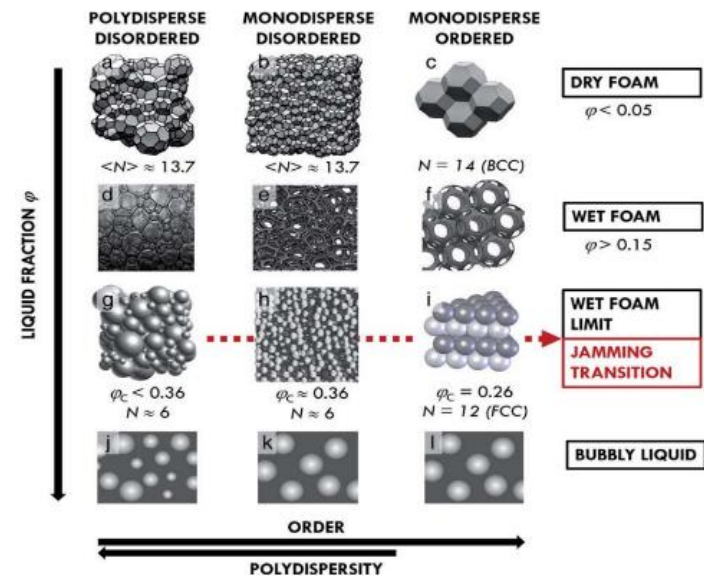 POLYDISPERSE
DISORDERED
MONODISPERSE
DISORDERED
MONODISPERSE
ORDERED
a
b
c
DRY FOAM
φ < 0.05
<N> ≈ 13.7
<N> ≈ 13.7
N = 14 (BCC)
d
e
f
WET FOAM
φ > 0.15
LIQUID FRACTION φ
g
h
i
WET FOAM
LIMIT
JAMMING
TRANSITION
φC < 0.36
N ≈ 6
φC ≈ 0.36
N ≈ 6
φC = 0.26
N = 12 (FCC)
j
k
l
BUBBLY LIQUID
ORDER
POLYDISPERSITY